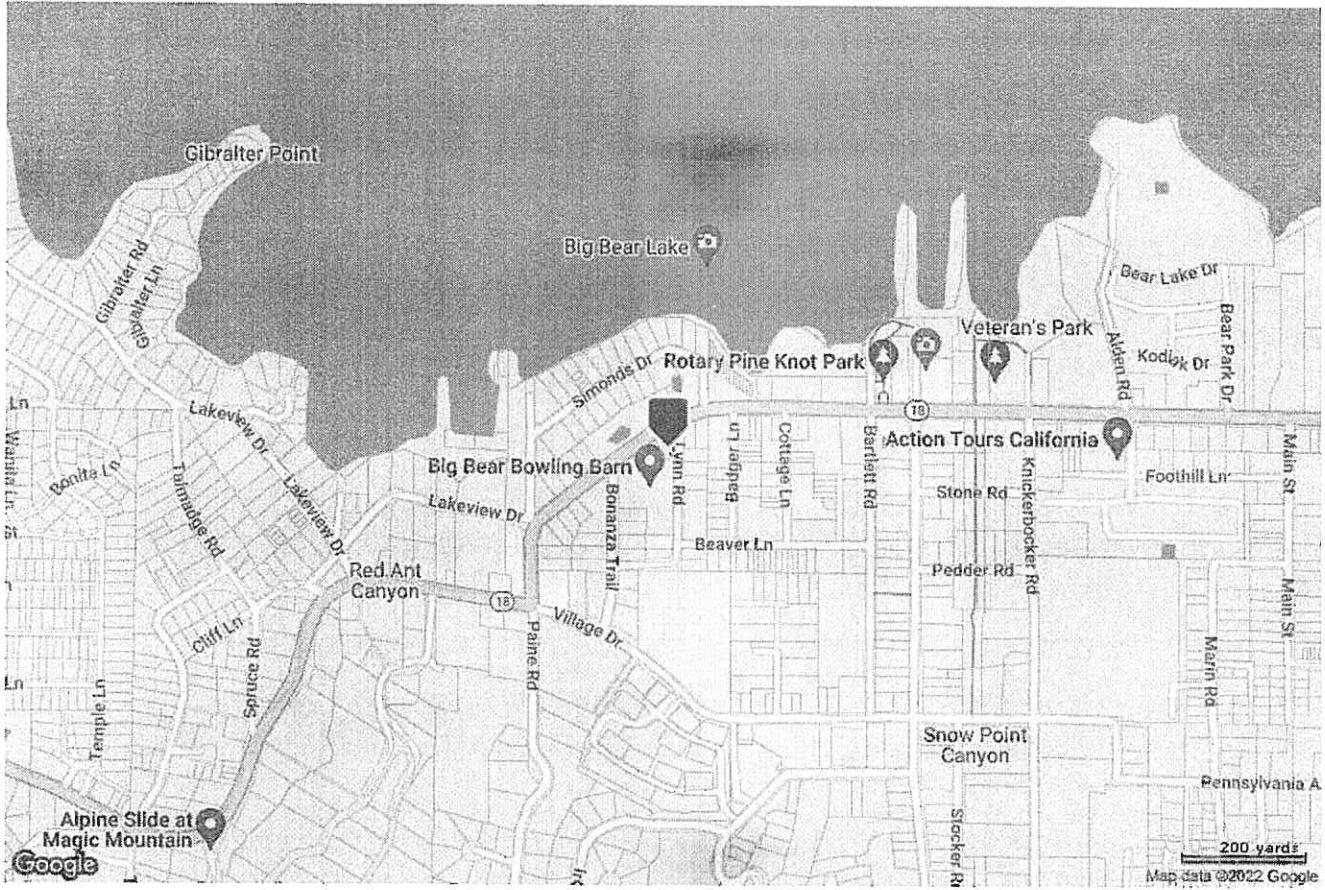 Gibralter Point
Big Bear Lake
Gibralter Rd
Gibralter Ln
Bear Lake Dr
Veteran's Park
Bear Park Dr
Simonds Dr
Rotary Pine Knot Park
Alden Rd
Kodiak Dr
Ln
Lakeview Dr
18
Wanita Ln
Bonita Ln
Talmadge Rd
Big Bear Bowling Barn
Lynn Rd
Badger Ln
Cottage Ln
Bartlett Rd
Action Tours California
Main St
Lakeview Dr
Lakeview Dr
Bonanza Trail
Stone Rd
Knickerbocker Rd
Foothill Ln
st
Beaver Ln
Red Ant
Canyon
18
Pedder Rd
Main St
Cliff Ln
Spruce Rd
Paine Rd
Village Dr
Marin Rd
Ln
Temple Ln
Snow Point
Canyon
Pennsylvania A
Alpine Slide at
Magic Mountain
Stocker R
200 yards
Google
Map data ©2022 Google